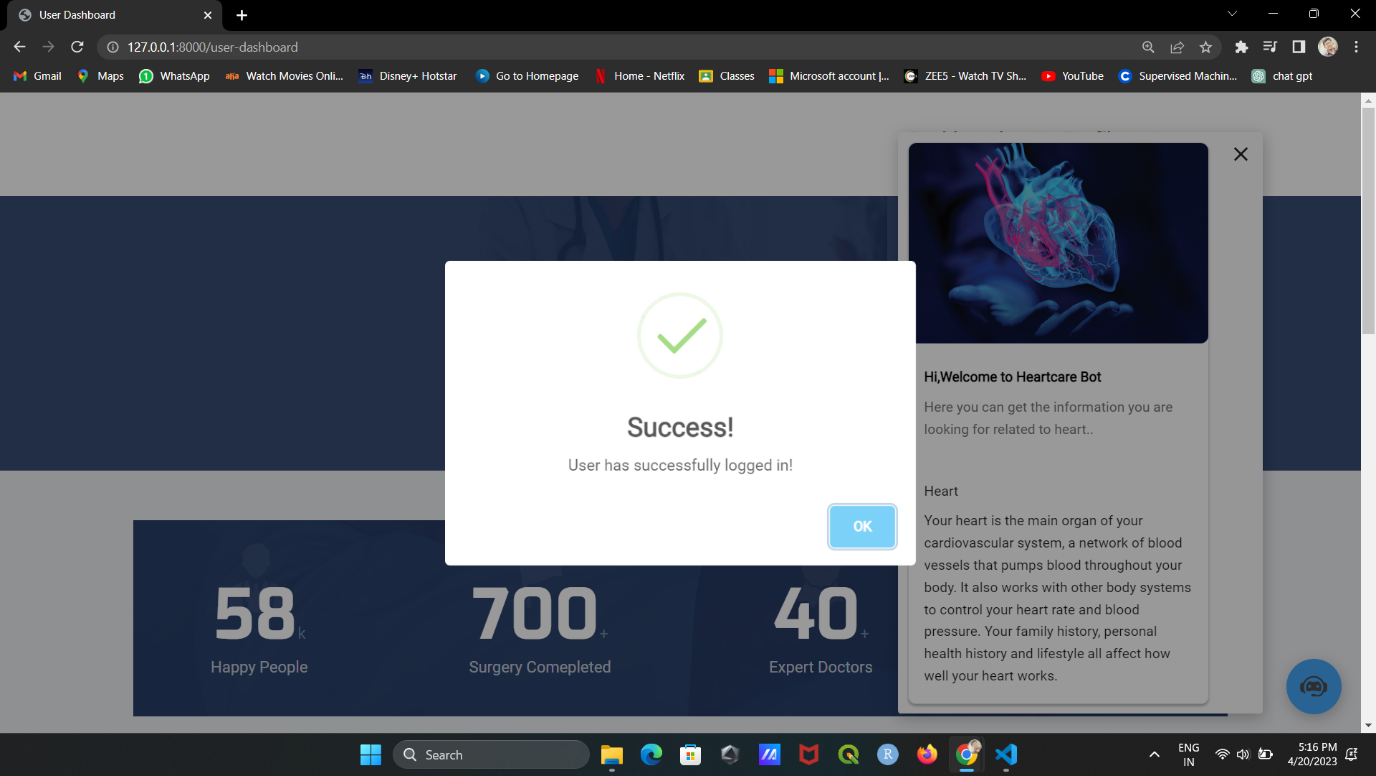 User Dashboard
127.0.0.1:8000/user-dashboard
Gmail
Maps
WhatsApp
afia
Watch Movies Onli...
Disney+ Hotstar
Go to Homepage
Home - Netflix
Classes
Microsoft account |...
ZEE5 - Watch TV Sh...
YouTube
Supervised Machin...
chat gpt
Success!
User has successfully logged in!
OK
Hi,Welcome to Heartcare Bot
Here you can get the information you are
looking for related to heart..
Heart
Your heart is the main organ of your
cardiovascular system, a network of blood
vessels that pumps blood throughout your
body. It also works with other body systems
to control your heart rate and blood
pressure. Your family history, personal
health history and lifestyle all affect how
well your heart works.
58k
Happy People
700+
Surgery Comepleted
40+
Expert Doctors
Search
ENG
IN
5:16 PM
4/20/2023